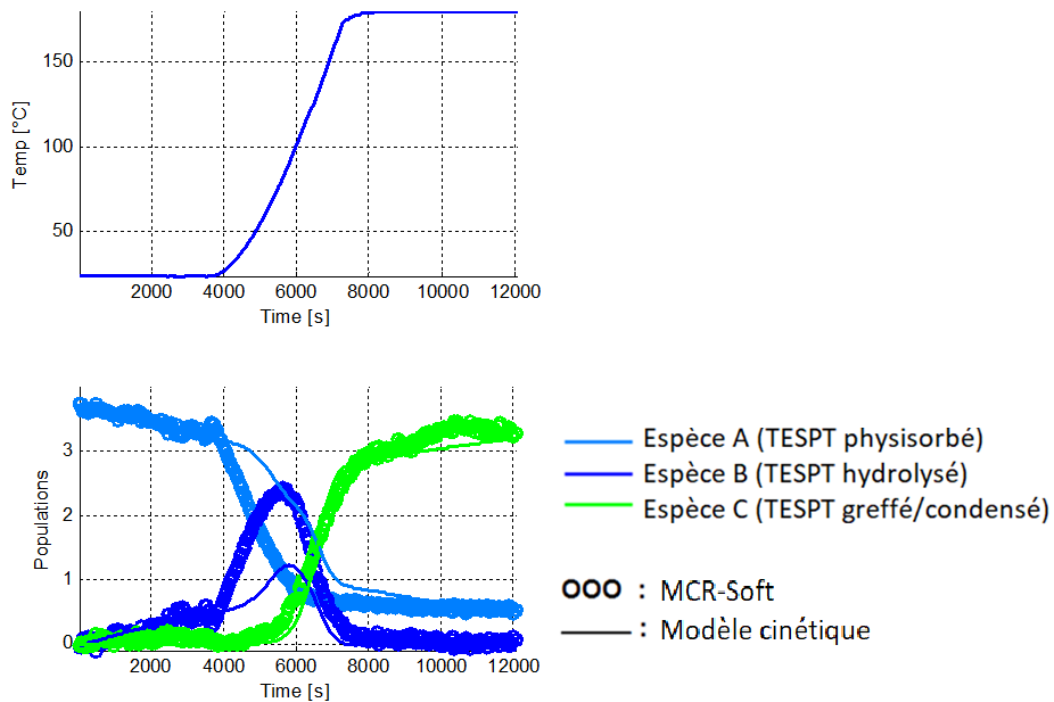 Temp [°C]
150
100
50
2000 4000 6000 8000 10000 12000
Time [s]
Populations
3
2
1
0
2000 4000 6000 8000 10000 12000
Time [s]
Espèce A (TESPT physisorbé)
Espèce B (TESPT hydrolysé)
Espèce C (TESPT greffé/condensé)
ooo : MCR-Soft
: Modèle cinétique